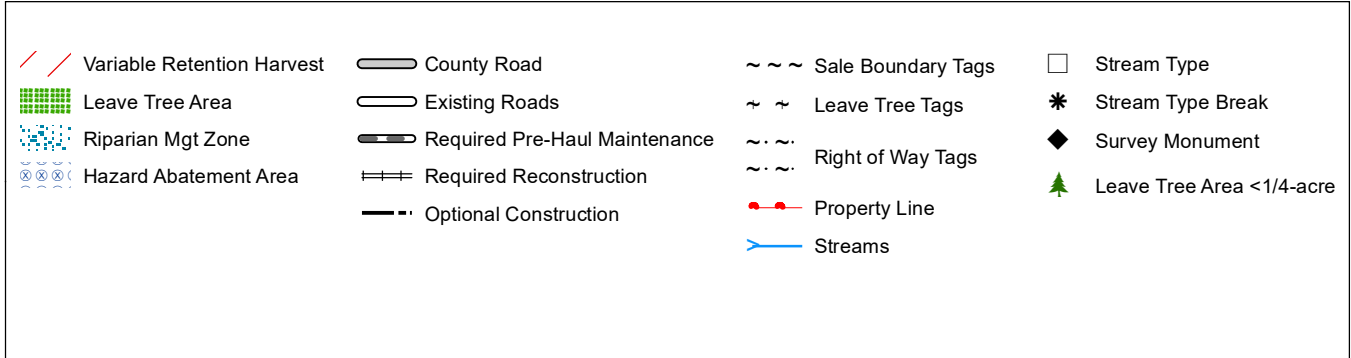 Variable Retention Harvest
Leave Tree Area
Riparian Mgt Zone
Hazard Abatement Area
County Road
Existing Roads
Required Pre-Haul Maintenance
Required Reconstruction
Optional Construction
Sale Boundary Tags
Leave Tree Tags
Right of Way Tags
Property Line
Streams
Stream Type
Stream Type Break
Survey Monument
Leave Tree Area <1/4-acre